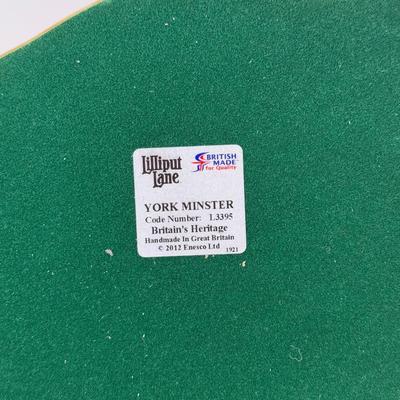 Lilliput
Lane
BRITISH
MADE
for Quality
YORK MINSTER
Code Number: L3395
Britain's Heritage
Handmade In Great Britain
© 2012 Enesco Ltd
1921